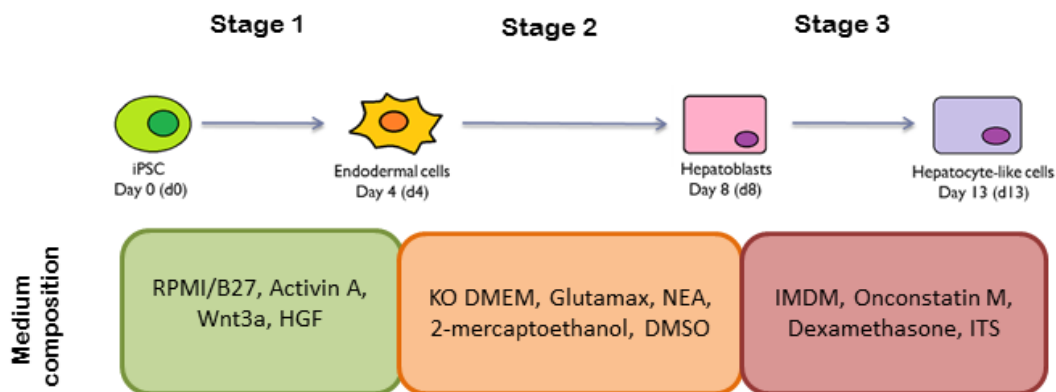 Stage 1
Stage 2
Stage 3
iPSC
Day 0 (d0)
Endodermal cells
Day 4 (d4)
Hepatoblasts
Day 8 (d8)
Hepatocyte-like cells
Day 13 (d13)
Medium
composition
RPMI/B27, Activin A,
Wnt3a, HGF
KO DMEM, Glutamax, NEA,
2-mercaptoethanol, DMSO
IMDM, Onconstatin M,
Dexamethasone, ITS